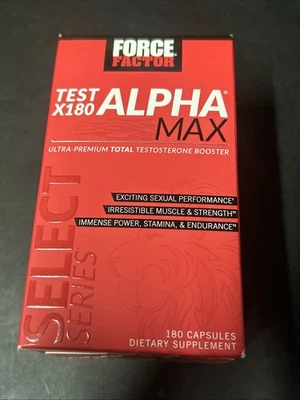 FORCE
FACTOR
TEST
X180
ALPHA®
MAX
ULTRA-PREMIUM TOTAL TESTOSTERONE BOOSTER
EXCITING SEXUAL PERFORMANCE†
IRRESISTIBLE MUSCLE & STRENGTH**
IMMENSE POWER, STAMINA, & ENDURANCE**
SELECT
SERIES
180 CAPSULES
DIETARY SUPPLEMENT